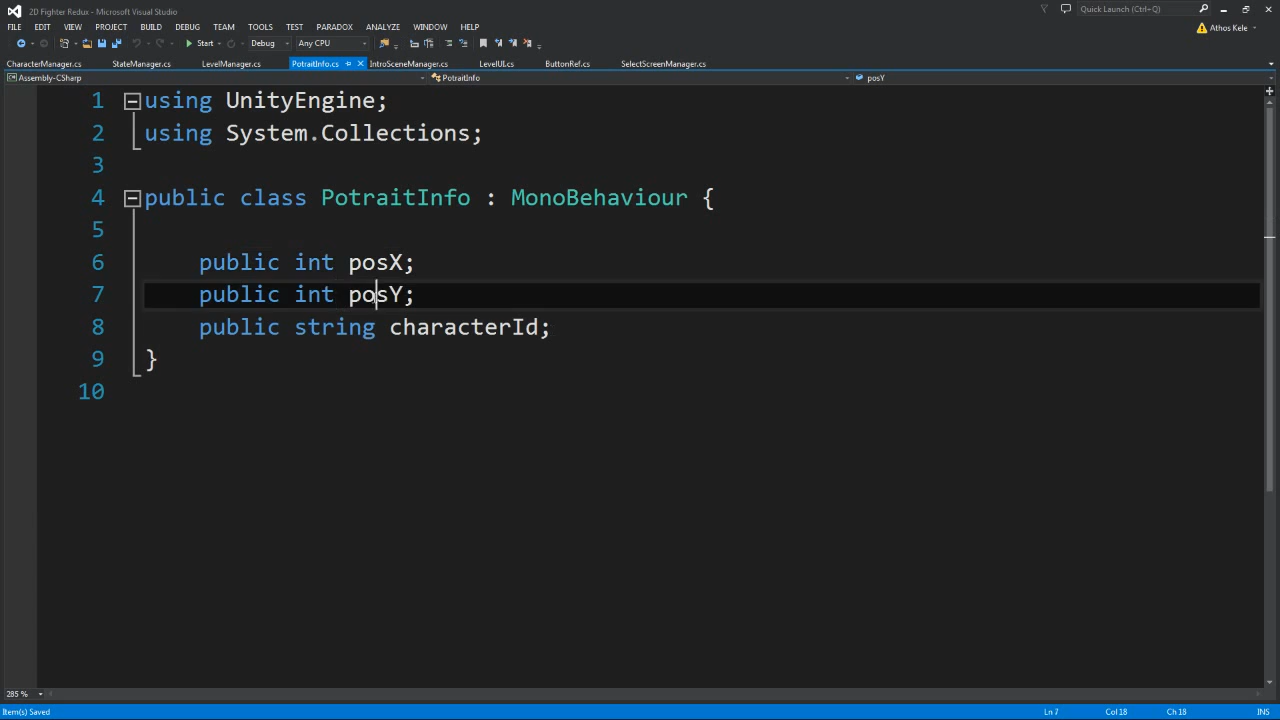 2D Fighter Redux - Microsoft Visual Studio
Quick Launch (Ctrl+Q)
FILE EDIT VIEW PROJECT BUILD DEBUG TEAM TOOLS TEST PARADOX ANALYZE WINDOW HELP
Athos Kele
Start Debug Any CPU
CharacterManager.cs StateManager.cs LevelManager.cs PotraitInfo.cs IntroSceneManager.cs LevelUI.cs ButtonRef.cs SelectScreenManager.cs
Assembly-CSharp PotraitInfo posY
1 using UnityEngine;
2 using System.Collections;
3
4 public class PotraitInfo : MonoBehaviour {
5
6 public int posX;
7 public int posY;
8 public string characterId;
9 }
10
285 %
Item(s) Saved Ln 7 Col 18 Ch 18 INS